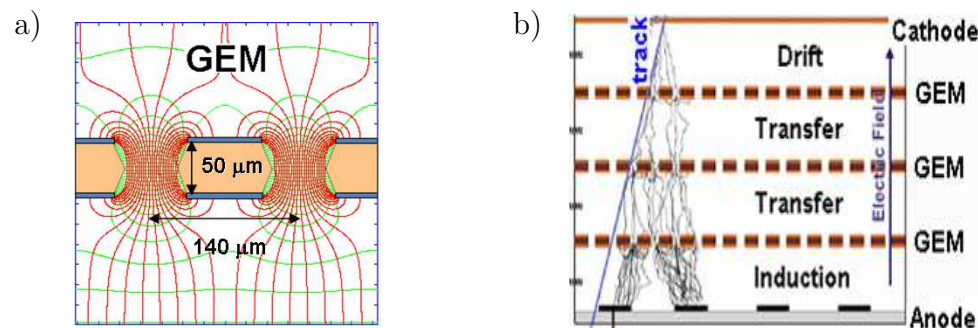 a)
GEM
50 µm
140 µm
b)
track
Cathode
Drift
GEM
Transfer
GEM
Transfer
GEM
Induction
Anode
Electric Field